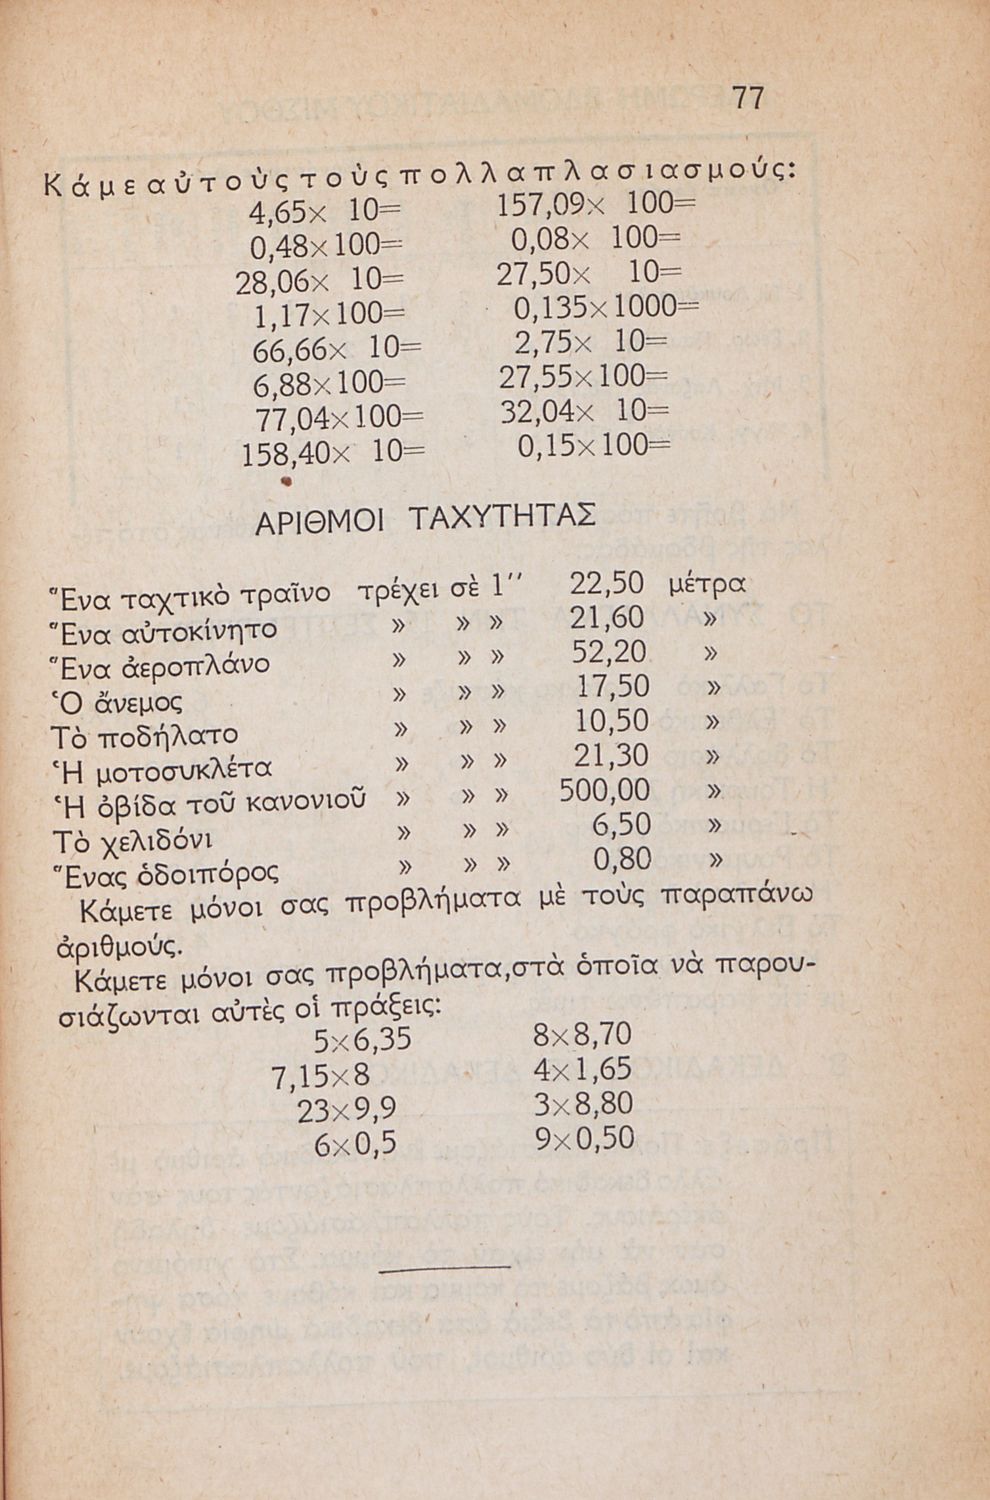 77
Κάμε αὐτοὺς τοὺς πολλαπλασιασμούς:
4,65× 10= 157,09× 100=
0,48×100= 0,08× 100=
28,06× 10= 27,50× 10=
1,17×100= 0,135×1000=
66,66× 10= 2,75× 10=
6,88×100= 27,55×100=
77,04×100= 32,04× 10=
158,40× 10= 0,15×100=
ΑΡΙΘΜΟΙ ΤΑΧΥΤΗΤΑΣ
Ἕνα ταχτικὸ τραῖνο τρέχει σὲ 1″ 22,50 μέτρα
Ἕνα αὐτοκίνητο » » » 21,60 »
Ἕνα ἀεροπλάνο » » » 52,20 »
Ὁ ἄνεμος » » » 17,50 »
Τὸ ποδήλατο » » » 10,50 »
Ἡ μοτοσυκλέτα » » » 21,30 »
Ἡ ὀβίδα τοῦ κανονιοῦ » » » 500,00 »
Τὸ χελιδόνι » » » 6,50 »
Ἕνας ὁδοιπόρος » » » 0,80 »
Κάμετε μόνοι σας προβλήματα μὲ τοὺς παραπάνω
ἀριθμούς.
Κάμετε μόνοι σας προβλήματα,στὰ ὁποῖα νὰ παρου-
σιάζωνται αὐτὲς οἱ πράξεις:
5×6,35 8×8,70
7,15×8 4×1,65
23×9,9 3×8,80
6×0,5 9×0,50